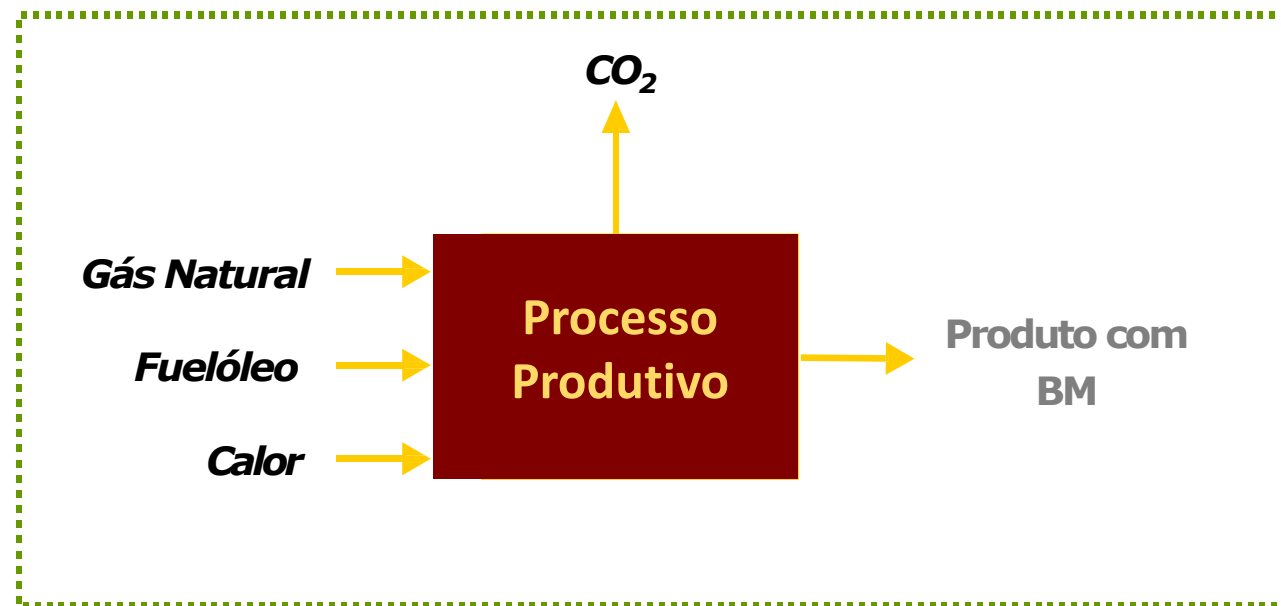 CO₂
Gás Natural
Fuelóleo
Calor
Processo
Produtivo
Produto com
BM